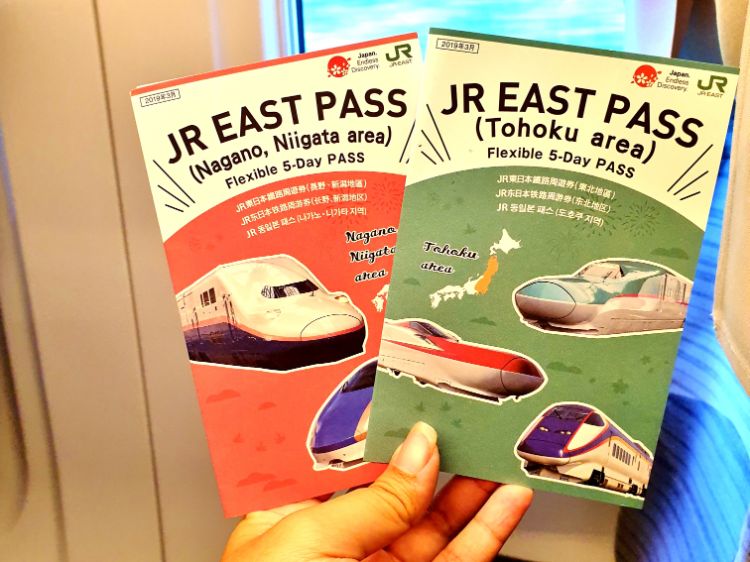 2019年3月
Japan.
Endless
Discovery.
JR
JR-EAST
JR EAST PASS
(Nagano, Niigata area)
Flexible 5-Day PASS
JR東日本鐵路周遊券(長野、新潟地區)
JR东日本铁路周游券(长野、新潟地区)
JR 동일본 패스 (나가노・니가타 지역)
Nagano,
Niigata
area
2019年3月
Japan.
Endless
Discovery.
JR
JR-EAST
JR EAST PASS
(Tohoku area)
Flexible 5-Day PASS
JR東日本鐵路周遊券(東北地區)
JR东日本铁路周游券(东北地区)
JR 동일본 패스 (도호쿠 지역)
Tohoku
area